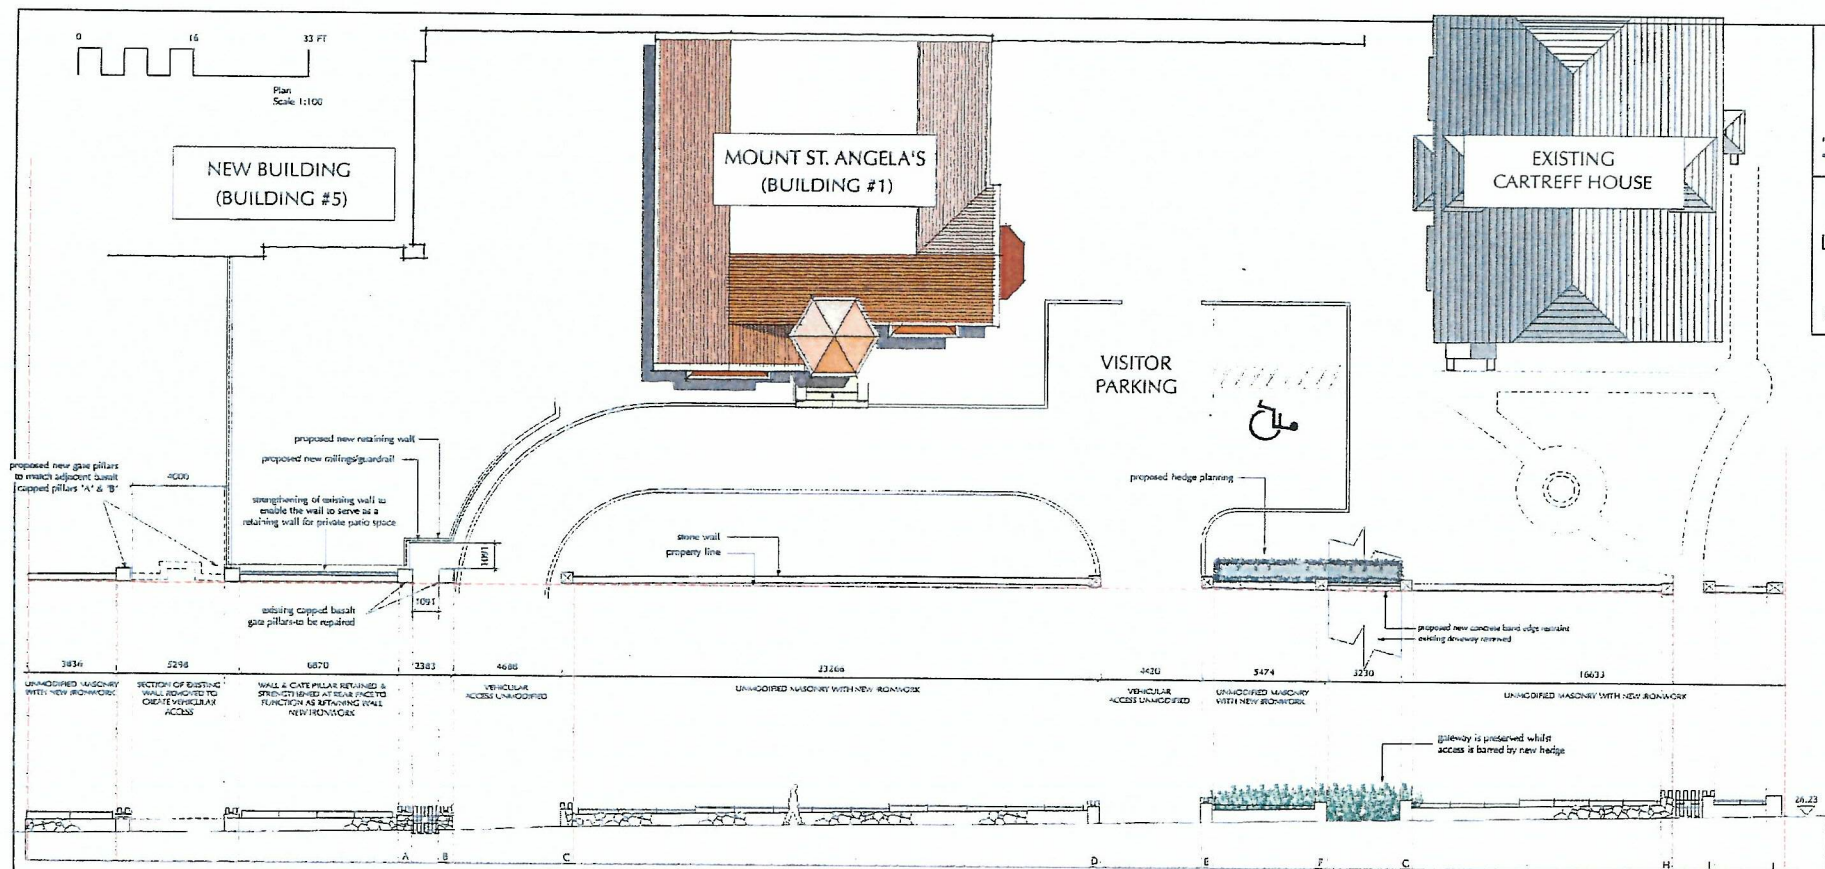 0 16 33 FT
Plan
Scale 1:100
NEW BUILDING
(BUILDING #5)
MOUNT ST. ANGELA'S
(BUILDING #1)
EXISTING
CARTREFF HOUSE
VISITOR
PARKING
proposed new retaining wall
proposed new railings/guardrail
proposed new gate pillars
to match adjacent basalt
capped pillars 'A' & 'B'
4000
strengthening of existing wall to
enable the wall to serve as a
retaining wall for private patio space
proposed hedge planning
stone wall
property line
1091
1091
existing capped basalt
gate pillars-to be repaired
proposed new concrete band edge restraint
existing driveway removed
3836 5298 6870 2383 4688 23266 4420 5474 3230 16633
UNMODIFIED MASONRY
WITH NEW IRONWORK
SECTION OF EXISTING
WALL REMOVED TO
CREATE VEHICULAR
ACCESS
WALL & GATE PILLAR RETAINED &
STRENGTHENED AT REAR FACE TO
FUNCTION AS RETAINING WALL
NEW IRONWORK
VEHICULAR
ACCESS UNMODIFIED
UNMODIFIED MASONRY WITH NEW IRONWORK
VEHICULAR
ACCESS UNMODIFIED
UNMODIFIED MASONRY
WITH NEW IRONWORK
UNMODIFIED MASONRY WITH NEW IRONWORK
gateway is preserved whilst
access is barred by new hedge
26.23
A B C D E F G H I J